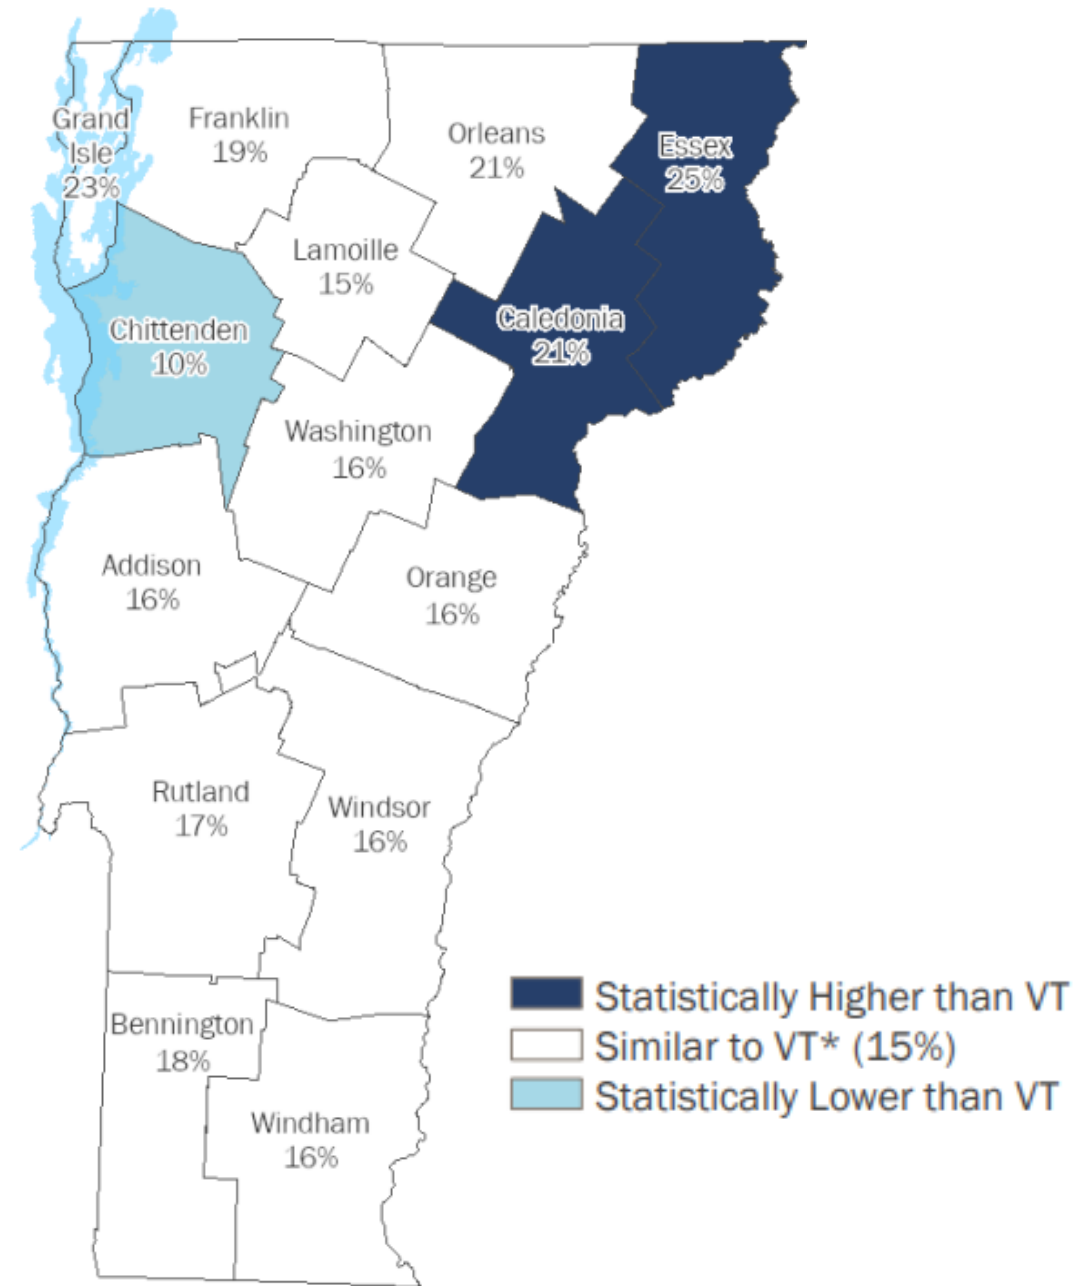 Grand
Isle
23%
Franklin
19%
Orleans
21%
Essex
25%
Lamoille
15%
Chittenden
10%
Caledonia
21%
Washington
16%
Addison
16%
Orange
16%
Rutland
17%
Windsor
16%
Bennington
18%
Windham
16%
Statistically Higher than VT
Similar to VT* (15%)
Statistically Lower than VT